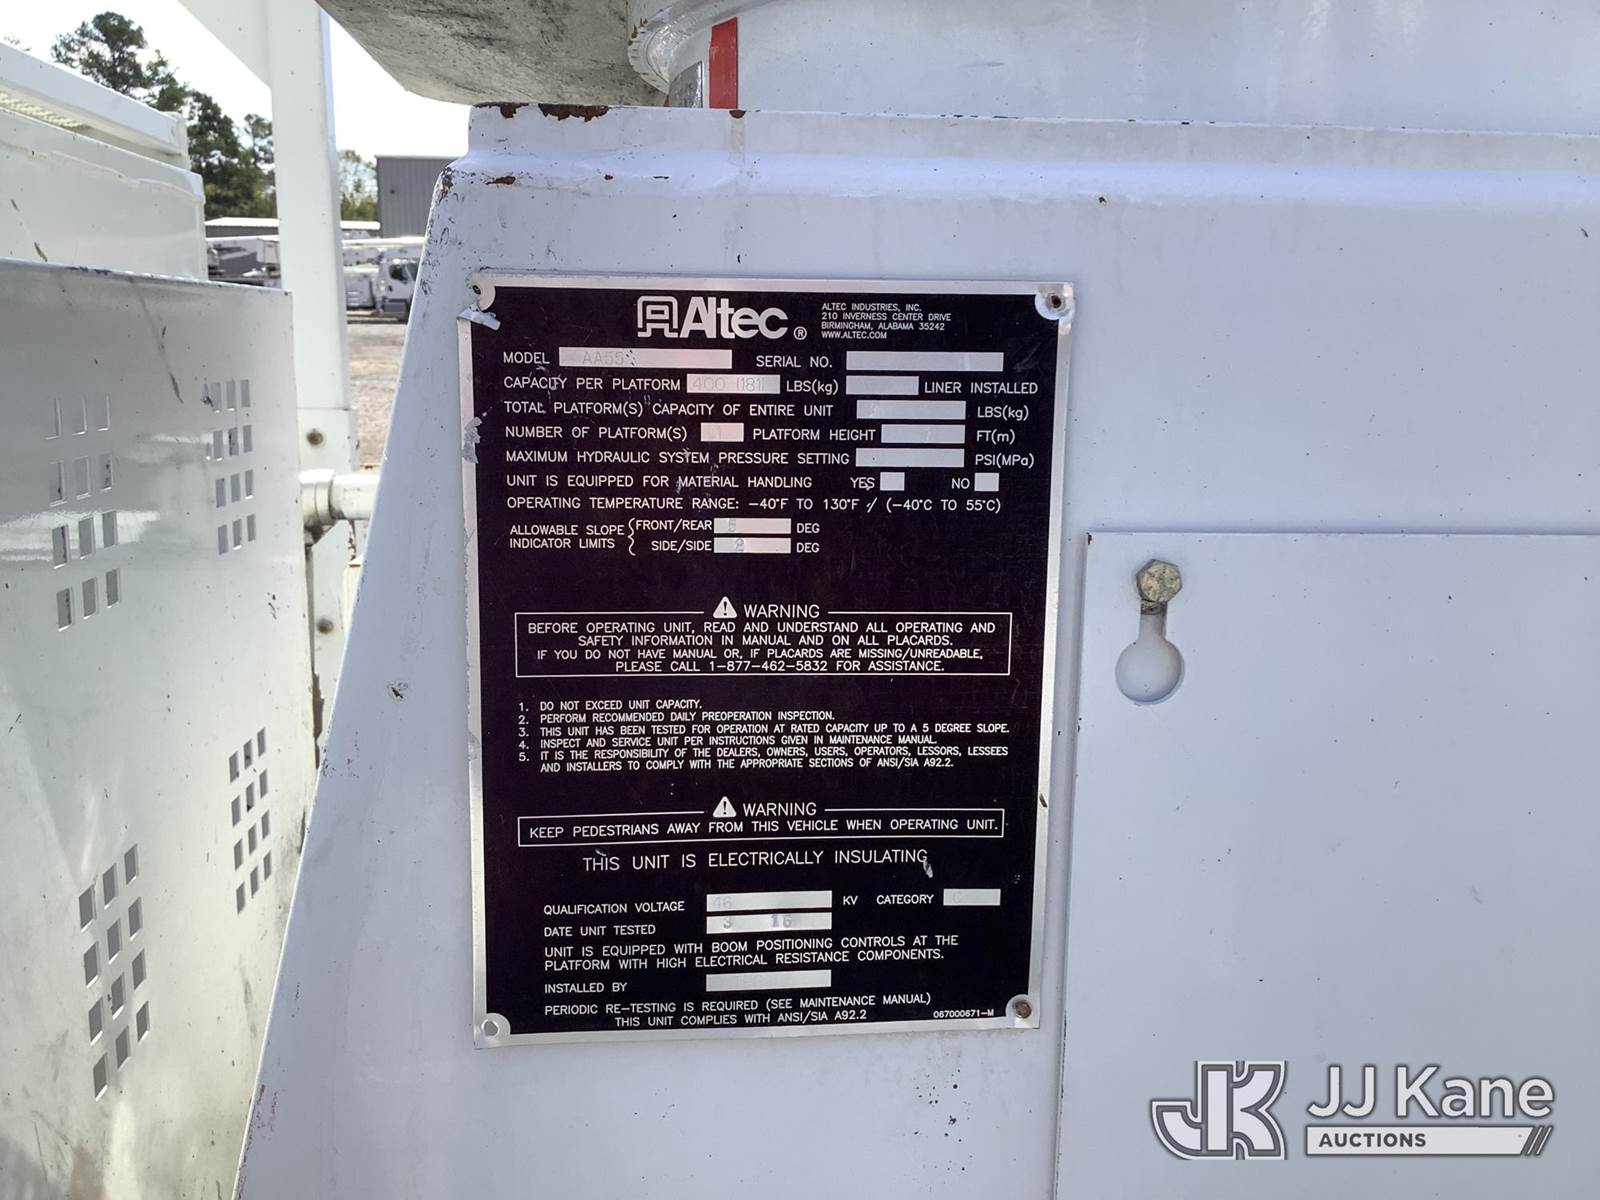 Altec®
ALTEC INDUSTRIES, INC.
210 INVERNESS CENTER DRIVE
BIRMINGHAM, ALABAMA 35242
WWW.ALTEC.COM
MODEL AA55 SERIAL NO.
CAPACITY PER PLATFORM 400 (181) LBS(kg) LINER INSTALLED
TOTAL PLATFORM(S) CAPACITY OF ENTIRE UNIT LBS(kg)
NUMBER OF PLATFORM(S) 1 PLATFORM HEIGHT FT(m)
MAXIMUM HYDRAULIC SYSTEM PRESSURE SETTING PSI(MPa)
UNIT IS EQUIPPED FOR MATERIAL HANDLING YES NO
OPERATING TEMPERATURE RANGE: -40°F TO 130°F / (-40°C TO 55°C)
ALLOWABLE SLOPE INDICATOR LIMITS
FRONT/REAR 5 DEG
SIDE/SIDE 2 DEG
WARNING
BEFORE OPERATING UNIT, READ AND UNDERSTAND ALL OPERATING AND
SAFETY INFORMATION IN MANUAL AND ON ALL PLACARDS.
IF YOU DO NOT HAVE MANUAL OR, IF PLACARDS ARE MISSING/UNREADABLE,
PLEASE CALL 1-877-462-5832 FOR ASSISTANCE.
1. DO NOT EXCEED UNIT CAPACITY.
2. PERFORM RECOMMENDED DAILY PREOPERATION INSPECTION.
3. THIS UNIT HAS BEEN TESTED FOR OPERATION AT RATED CAPACITY UP TO A 5 DEGREE SLOPE.
4. INSPECT AND SERVICE UNIT PER INSTRUCTIONS GIVEN IN MAINTENANCE MANUAL.
5. IT IS THE RESPONSIBILITY OF THE DEALERS, OWNERS, USERS, OPERATORS, LESSORS, LESSEES
AND INSTALLERS TO COMPLY WITH THE APPROPRIATE SECTIONS OF ANSI/SIA A92.2.
WARNING
KEEP PEDESTRIANS AWAY FROM THIS VEHICLE WHEN OPERATING UNIT.
THIS UNIT IS ELECTRICALLY INSULATING
QUALIFICATION VOLTAGE 46 KV CATEGORY C
DATE UNIT TESTED 3 16
UNIT IS EQUIPPED WITH BOOM POSITIONING CONTROLS AT THE
PLATFORM WITH HIGH ELECTRICAL RESISTANCE COMPONENTS.
INSTALLED BY
PERIODIC RE-TESTING IS REQUIRED (SEE MAINTENANCE MANUAL)
THIS UNIT COMPLIES WITH ANSI/SIA A92.2 067000671-M
JK JJ Kane
AUCTIONS